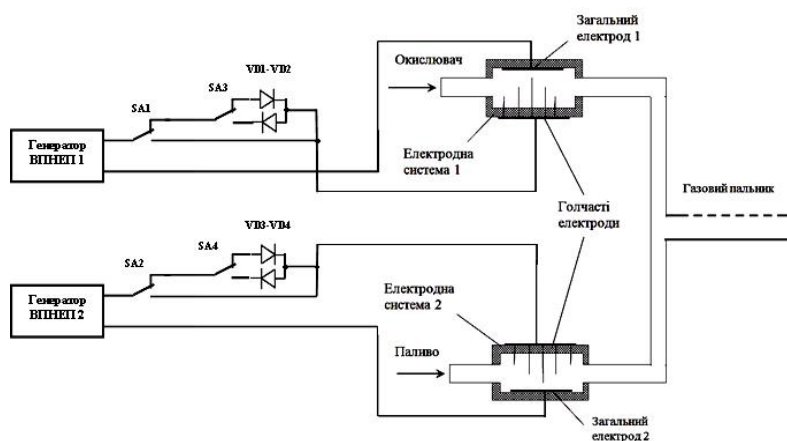 Загальний
електрод 1
VD1-VD2
Окислювач
SA3
SA1
Генератор
ВПНЕП 1
Електродна
система 1
Газовий пальник
Голчасті
електроди
VD3-VD4
SA4
SA2
Електродна
система 2
Генератор
ВПНЕП 2
Паливо
Загальний
електрод 2